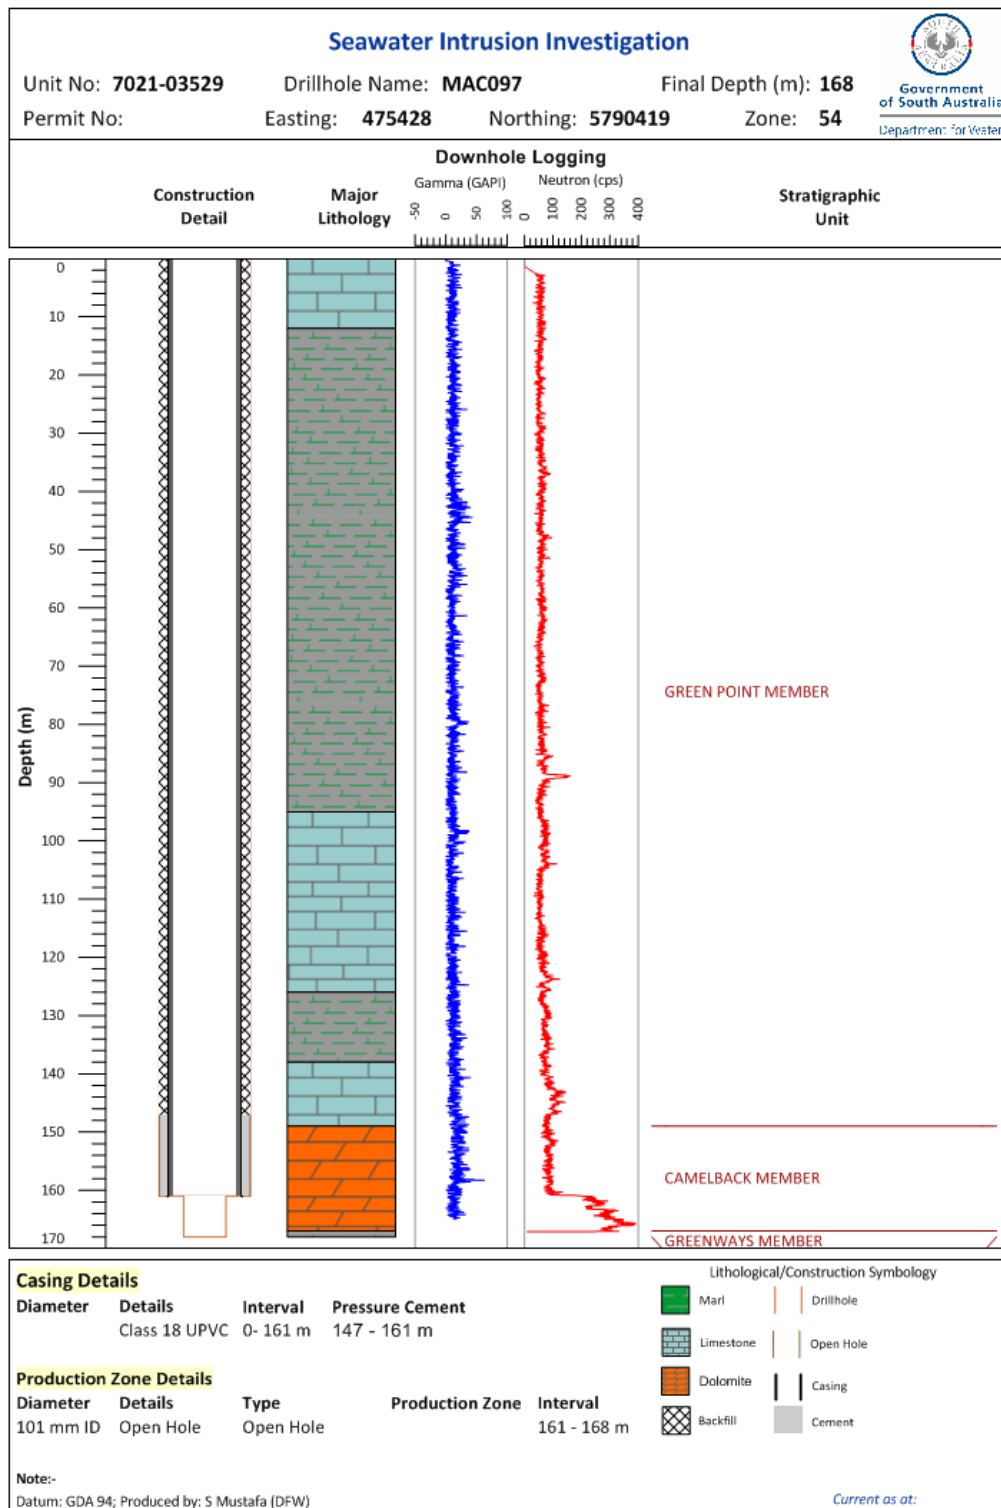 Seawater Intrusion Investigation
Unit No: 7021-03529 Drillhole Name: MAC097 Final Depth (m): 168
Permit No: Easting: 475428 Northing: 5790419 Zone: 54
SOUTH AUSTRALIA
Government
of South Australia
Department for Water
Downhole Logging
Construction
Detail
Major
Lithology
Gamma (GAPI)
-50 0 50 100
Neutron (cps)
0 100 200 300 400
Stratigraphic
Unit
Depth (m)
0
10
20
30
40
50
60
70
80
90
100
110
120
130
140
150
160
170
GREEN POINT MEMBER
CAMELBACK MEMBER
GREENWAYS MEMBER
Casing Details
Diameter Details Interval Pressure Cement
Class 18 UPVC 0- 161 m 147 - 161 m
Production Zone Details
Diameter Details Type Production Zone Interval
101 mm ID Open Hole Open Hole 161 - 168 m
Lithological/Construction Symbology
Marl Drillhole
Limestone Open Hole
Dolomite Casing
Backfill Cement
Note:-
Datum: GDA 94; Produced by: S Mustafa (DFW)
Current as at: